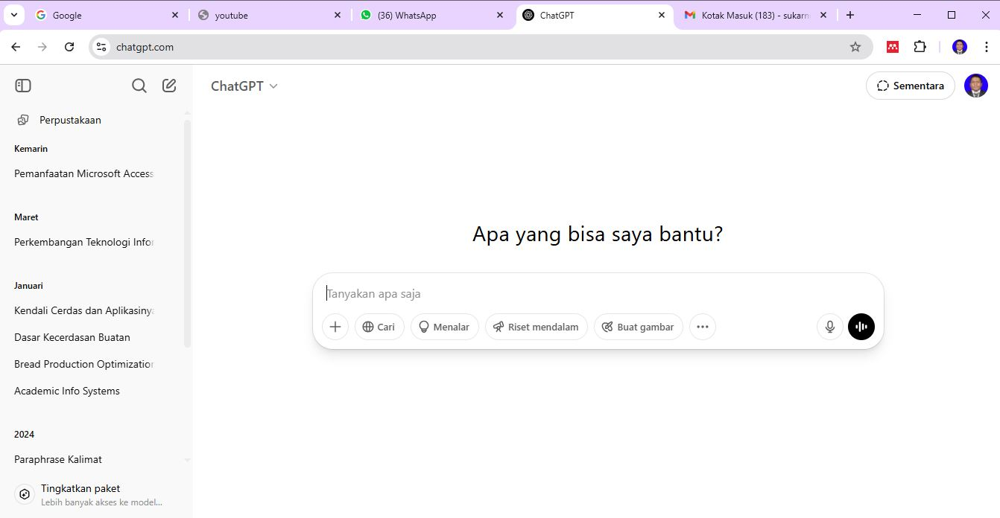 Google
youtube
(36) WhatsApp
ChatGPT
Kotak Masuk (183) - sukarn
chatgpt.com
ChatGPT
Sementara
Perpustakaan
Kemarin
Pemanfaatan Microsoft Access
Maret
Perkembangan Teknologi Infor
Januari
Kendali Cerdas dan Aplikasinya
Dasar Kecerdasan Buatan
Bread Production Optimization
Academic Info Systems
2024
Paraphrase Kalimat
Tingkatkan paket
Lebih banyak akses ke model...
Apa yang bisa saya bantu?
Tanyakan apa saja
Cari
Menalar
Riset mendalam
Buat gambar